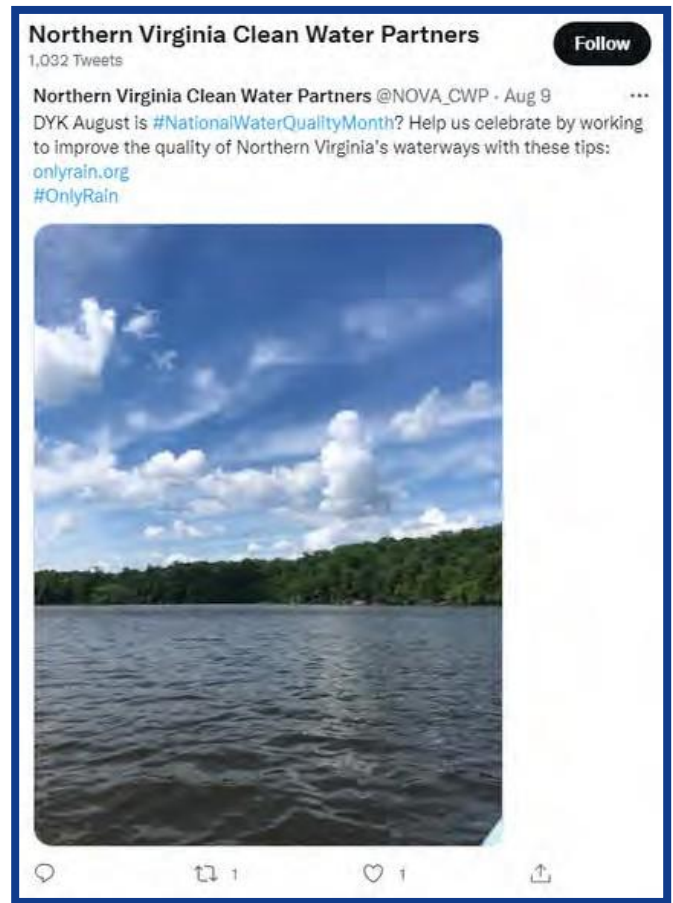 Northern Virginia Clean Water Partners
1,032 Tweets
Follow
Northern Virginia Clean Water Partners @NOVA_CWP · Aug 9 ...
DYK August is #NationalWaterQualityMonth? Help us celebrate by working
to improve the quality of Northern Virginia's waterways with these tips:
onlyrain.org
#OnlyRain
1 1